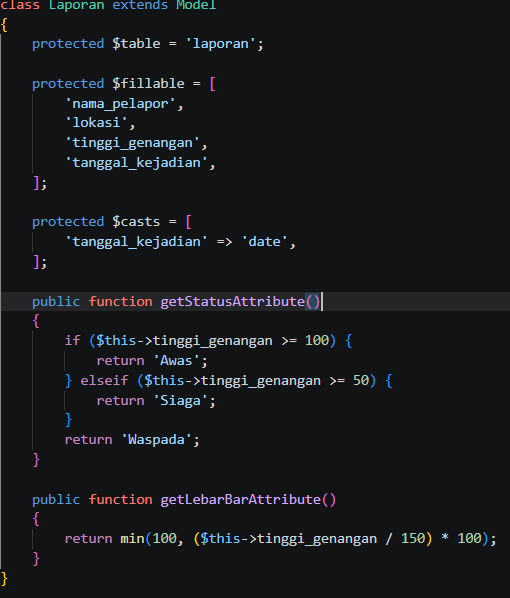 class Laporan extends Model
{
    protected $table = 'laporan';

    protected $fillable = [
        'nama_pelapor',
        'lokasi',
        'tinggi_genangan',
        'tanggal_kejadian',
    ];

    protected $casts = [
        'tanggal_kejadian' => 'date',
    ];

    public function getStatusAttribute()
    {
        if ($this->tinggi_genangan >= 100) {
            return 'Awas';
        } elseif ($this->tinggi_genangan >= 50) {
            return 'Siaga';
        }
        return 'Waspada';
    }

    public function getLebarBarAttribute()
    {
        return min(100, ($this->tinggi_genangan / 150) * 100);
    }
}